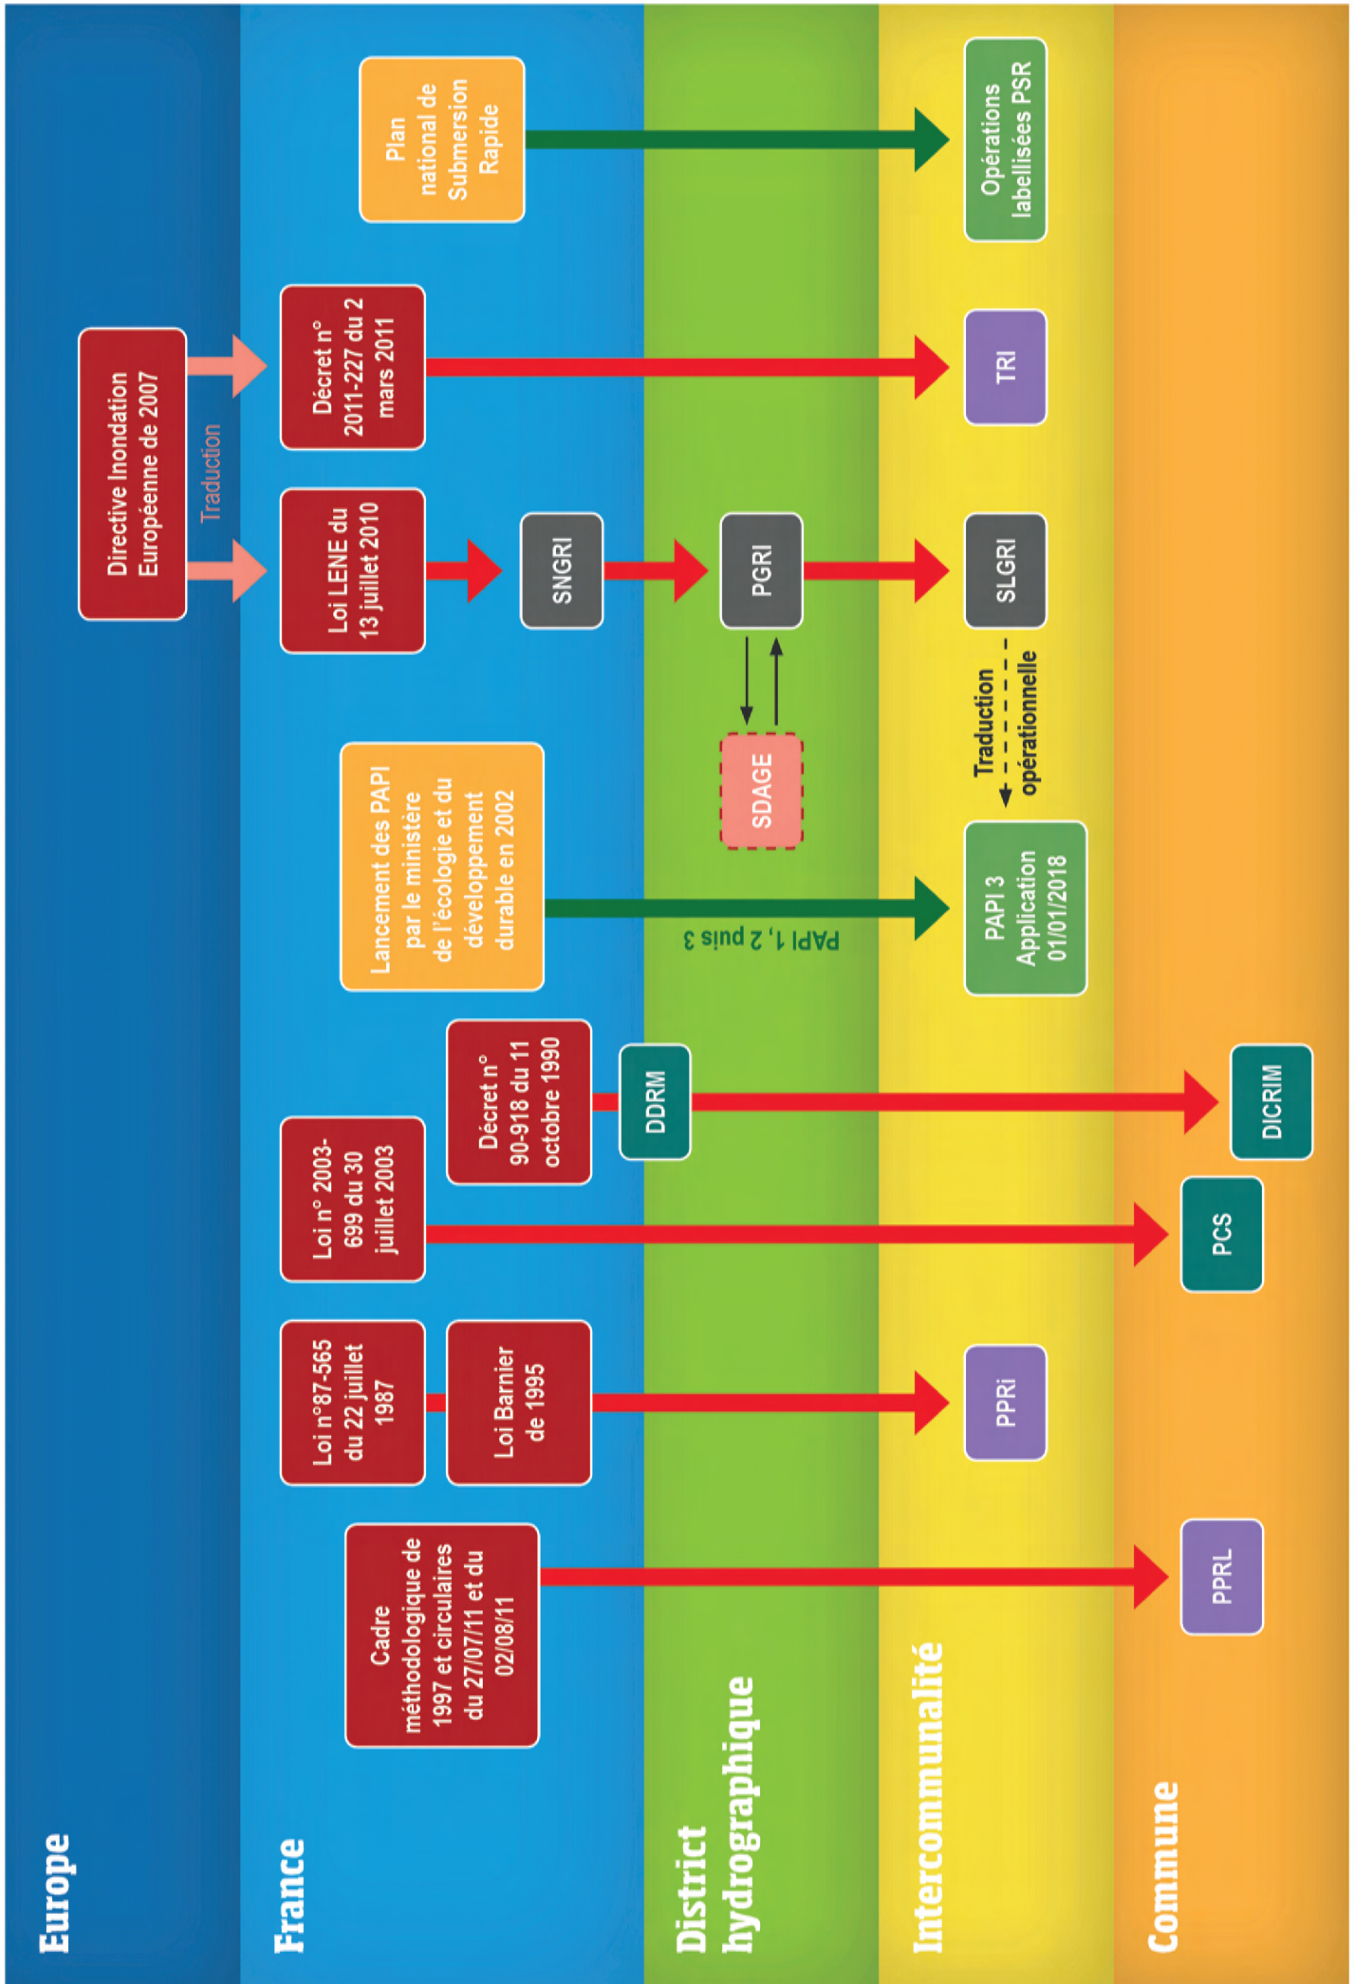 Europe
Directive Inondation
Européenne de 2007
Traduction
France
Cadre
méthodologique de
1997 et circulaires
du 27/07/11 et du
02/08/11
Loi n°87-565
du 22 juillet
1987
Loi Barnier
de 1995
Loi n° 2003-
699 du 30
juillet 2003
Décret n°
90-918 du 11
octobre 1990
DDRM
Lancement des PAPI
par le ministère
de l'écologie et du
développement
durable en 2002
Loi LENE du
13 juillet 2010
SNGRI
Décret n°
2011-227 du 2
mars 2011
Plan
national de
Submersion
Rapide
District
hydrographique
PAPI 1, 2 puis 3
SDAGE
PGRI
Intercommunalité
PPRi
PAPI 3
Application
01/01/2018
Traduction
opérationnelle
SLGRI
TRI
Opérations
labellisées PSR
Commune
PPRL
PCS
DICRIM